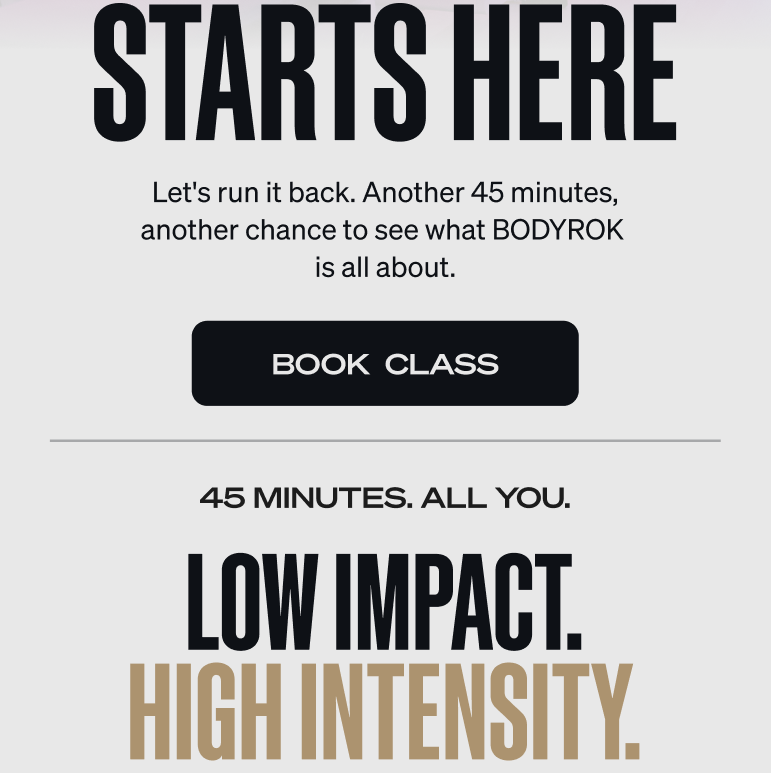 STARTS HERE
Let's run it back. Another 45 minutes,
another chance to see what BODYROK
is all about.
BOOK CLASS
45 MINUTES. ALL YOU.
LOW IMPACT.
HIGH INTENSITY.